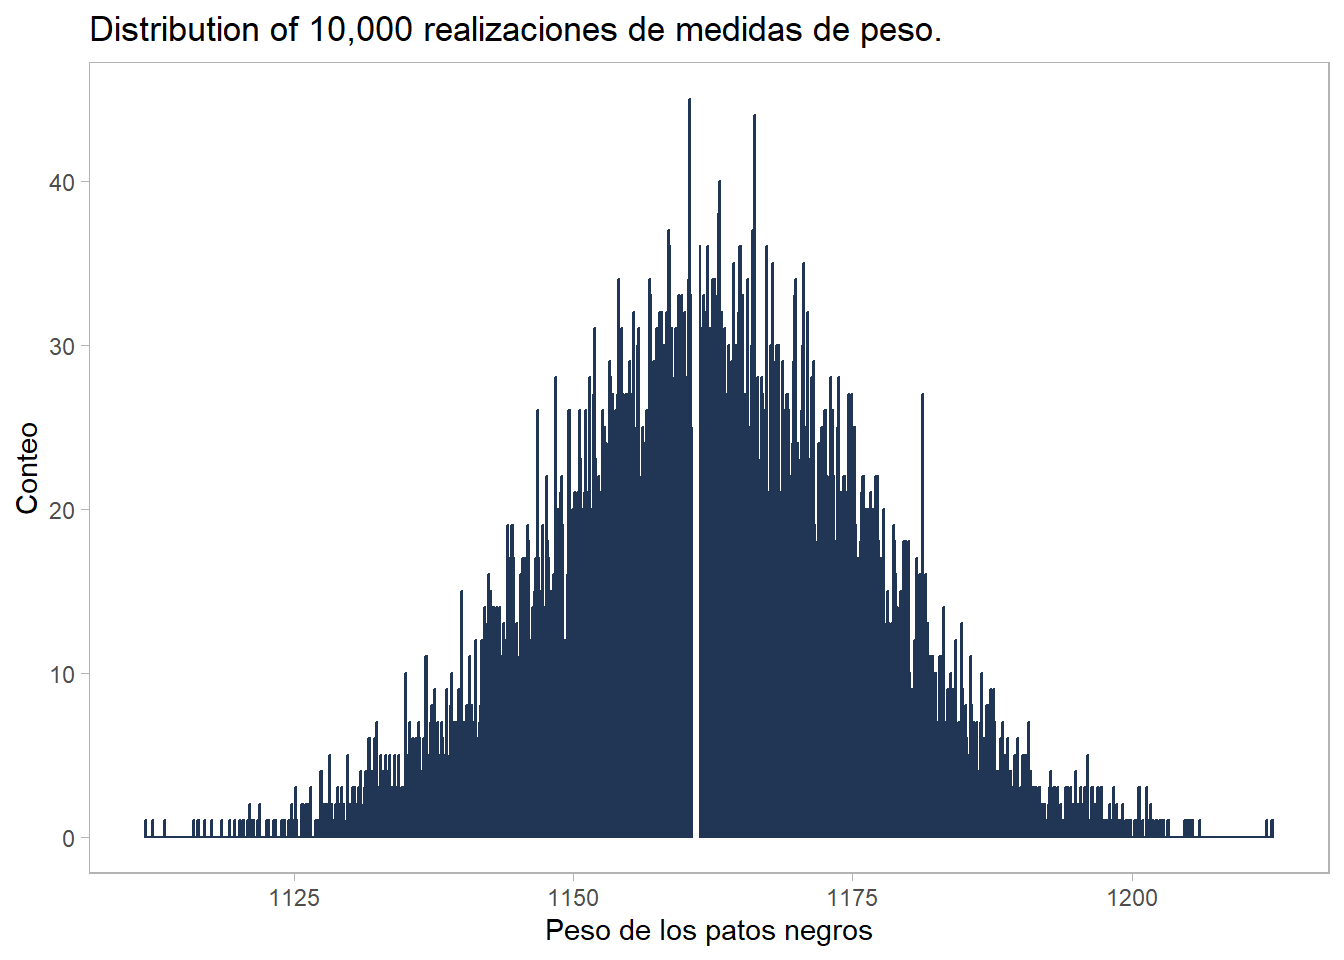 Distribution of 10,000 realizaciones de medidas de peso.
Conteo
40
30
20
10
0
1125 1150 1175 1200
Peso de los patos negros